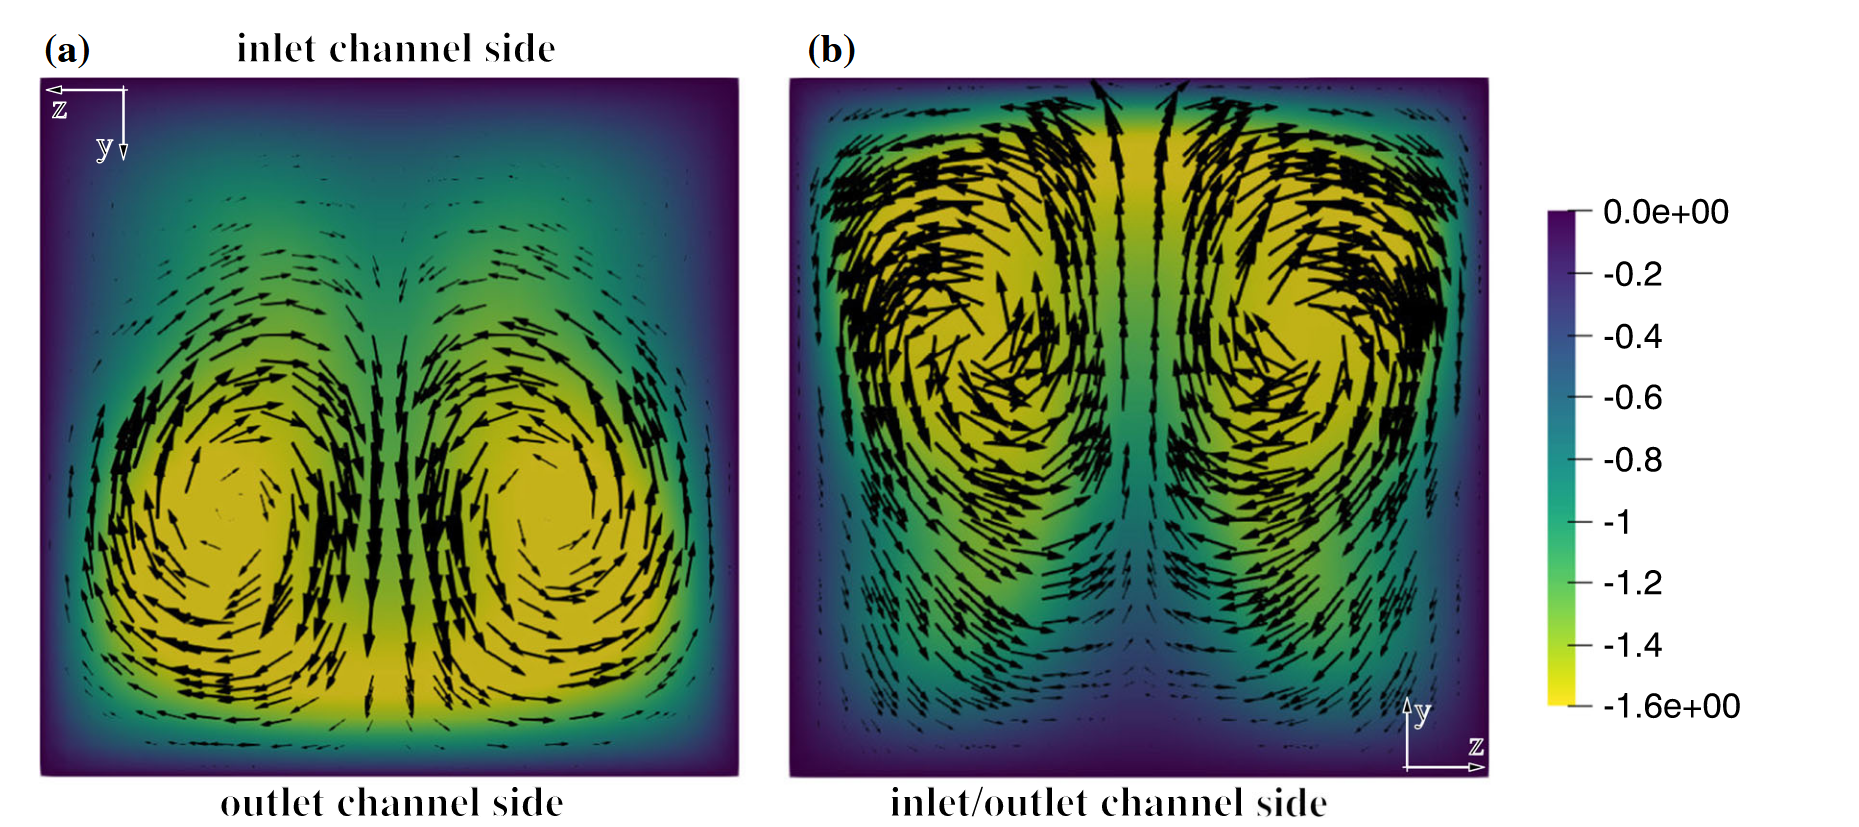 (a) inlet channel side (b)
z
y
0.0e+00
-0.2
-0.4
-0.6
-0.8
-1
-1.2
-1.4
-1.6e+00
y
z
outlet channel side inlet/outlet channel side